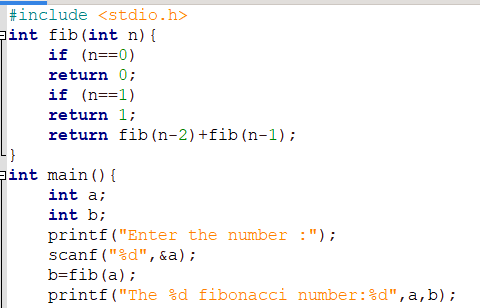 #include <stdio.h>
int fib(int n){
if (n==0)
return 0;
if (n==1)
return 1;
return fib(n-2)+fib(n-1);
}
int main(){
int a;
int b;
printf("Enter the number :");
scanf("%d",&a);
b=fib(a);
printf("The %d fibonacci number:%d",a,b);